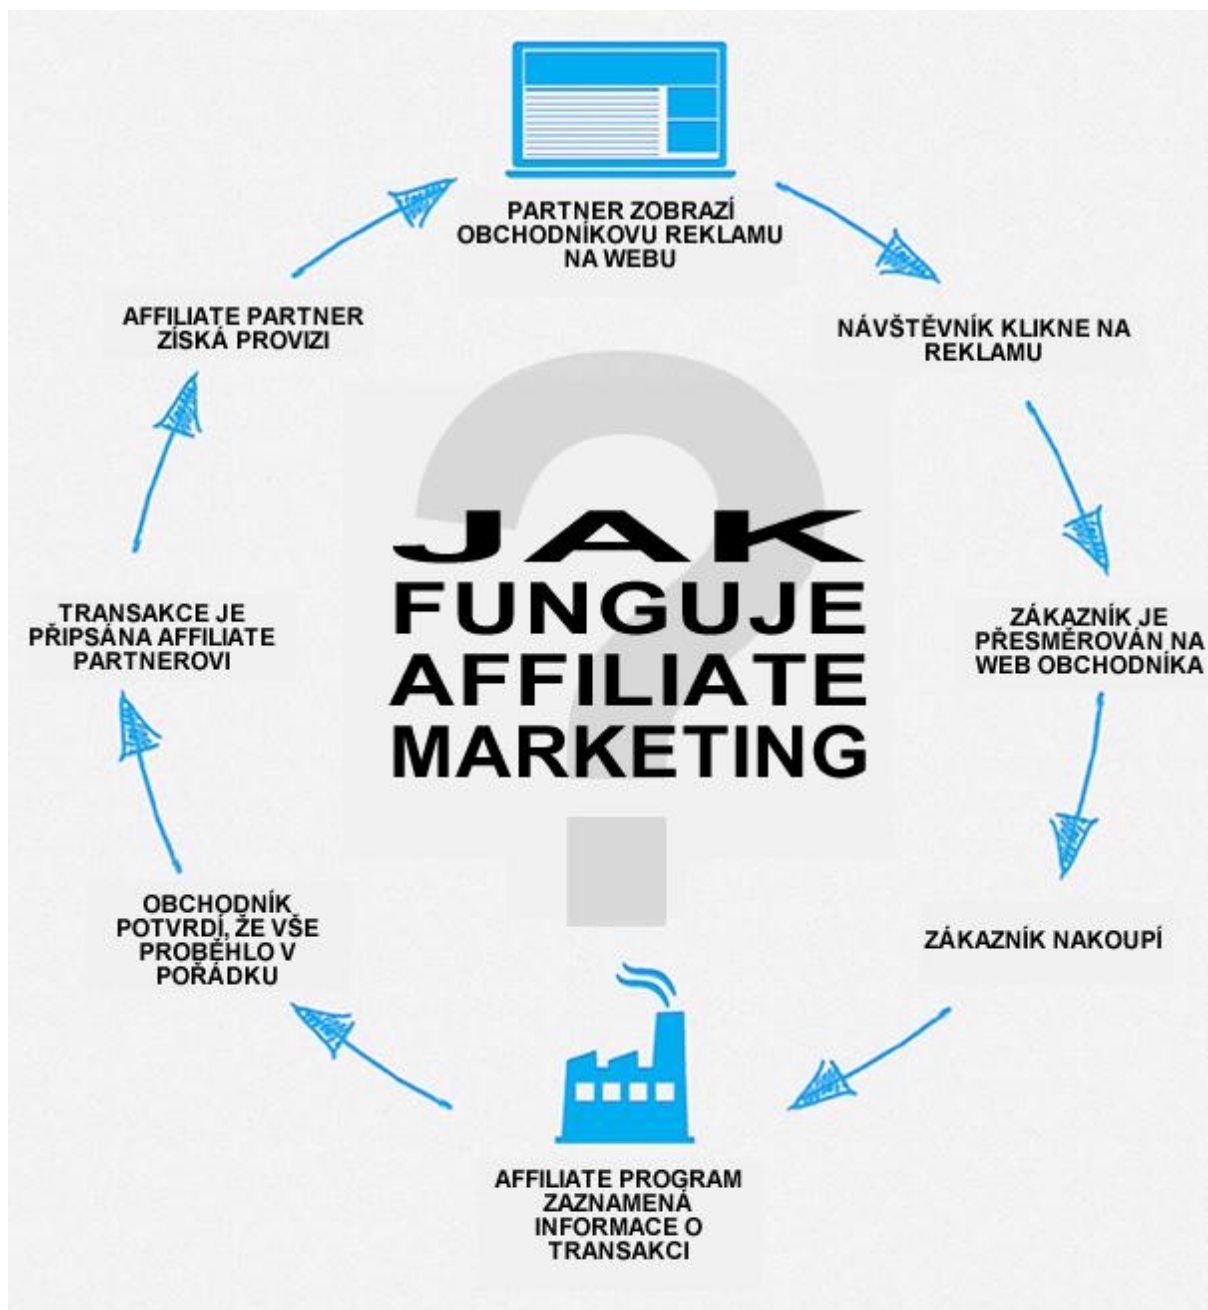 PARTNER ZOBRAZÍ
OBCHODNÍKOVU REKLAMU
NA WEBU
NÁVŠTĚVNÍK KLIKNE NA
REKLAMU
ZÁKAZNÍK JE
PŘESMĚROVÁN NA
WEB OBCHODNÍKA
ZÁKAZNÍK NAKOUPÍ
AFFILIATE PROGRAM
ZAZNAMENÁ
INFORMACE O
TRANSAKCI
OBCHODNÍK
POTVRDÍ, ŽE VŠE
PROBĚHLO V
POŘÁDKU
TRANSAKCE JE
PŘIPSÁNA AFFILIATE
PARTNEROVI
AFFILIATE PARTNER
ZÍSKÁ PROVIZI
?
JAK
FUNGUJE
AFFILIATE
MARKETING